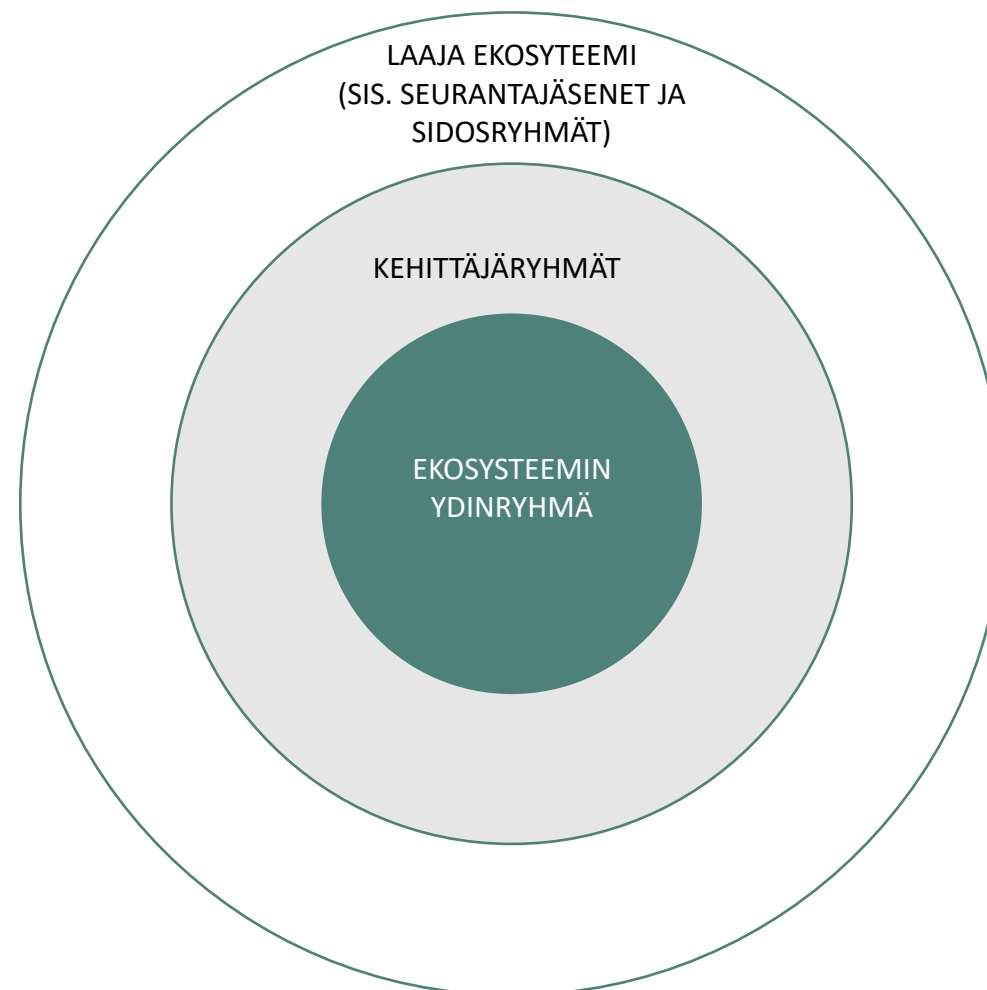 LAAJA EKOSYTEEMI
(SIS. SEURANTAJÄSENET JA
SIDOSRYHMÄT)
KEHITTÄJÄRYHMÄT
EKOSYSTEEMIN
YDINRYHMÄ